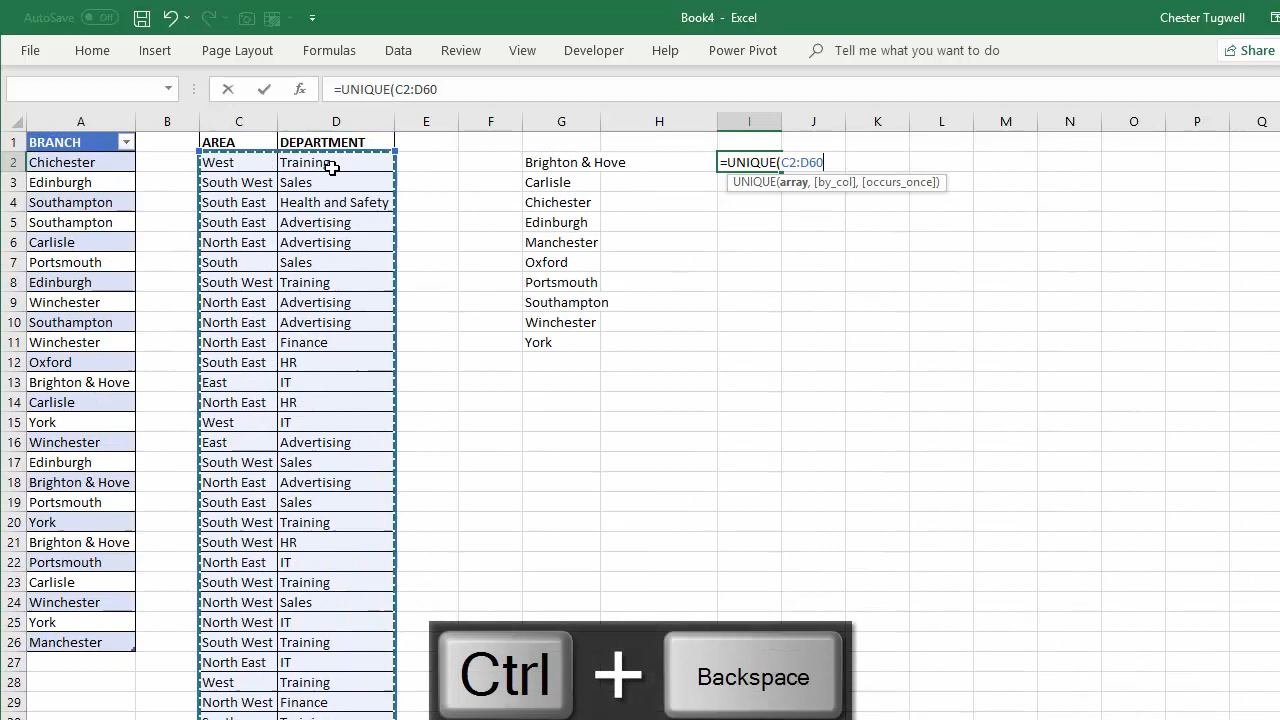 AutoSave Off Book4 - Excel Chester Tugwell
File Home Insert Page Layout Formulas Data Review View Developer Help Power Pivot Tell me what you want to do Share
fx =UNIQUE(C2:D60
A B C D E F G H I J K L M N O P Q
1 BRANCH AREA DEPARTMENT
2 Chichester West Training Brighton & Hove =UNIQUE(C2:D60
3 Edinburgh South West Sales Carlisle UNIQUE(array, [by_col], [occurs_once])
4 Southampton South East Health and Safety Chichester
5 Southampton South East Advertising Edinburgh
6 Carlisle North East Advertising Manchester
7 Portsmouth South Sales Oxford
8 Edinburgh South West Training Portsmouth
9 Winchester North East Advertising Southampton
10 Southampton North East Advertising Winchester
11 Winchester North East Finance York
12 Oxford South East HR
13 Brighton & Hove East IT
14 Carlisle North East HR
15 York West IT
16 Winchester East Advertising
17 Edinburgh South West Sales
18 Brighton & Hove North East Advertising
19 Portsmouth South East Sales
20 York South West Training
21 Brighton & Hove South West HR
22 Portsmouth North East IT
23 Carlisle South West Training
24 Winchester North West Sales
25 York North West IT
26 Manchester South West Training
27 North East IT
28 West Training
29 North West Finance
Ctrl + Backspace